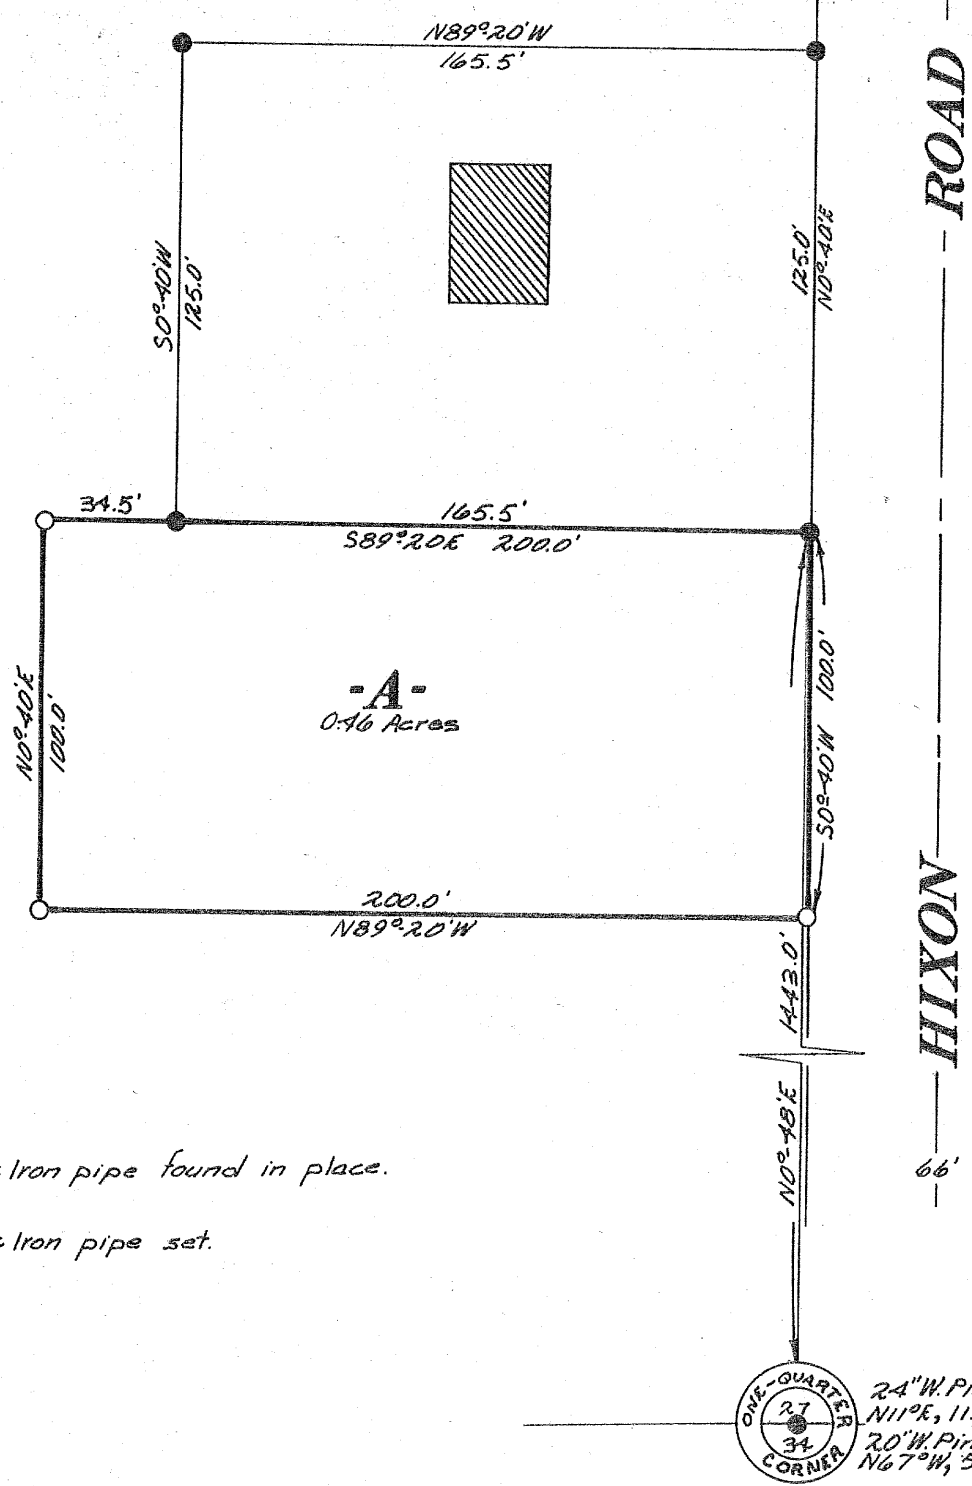 N89°-20'W
165.5'
ROAD
S0°-40'W
125.0'
125.0'
N0°-40'E
34.5'
165.5'
S89°-20'E 200.0'
N0°-40'E
100.0'
-A-
0.46 Acres
S0°-40'W 100.0'
200.0'
N89°-20'W
HIXON
1443.0'
N0°-48'E
66'
Iron pipe found in place.
Iron pipe set.
ONE-QUARTER
27
34
CORNER
24" W. Pi
N11°E, 11.
20" W. Pin
N67°W, 5